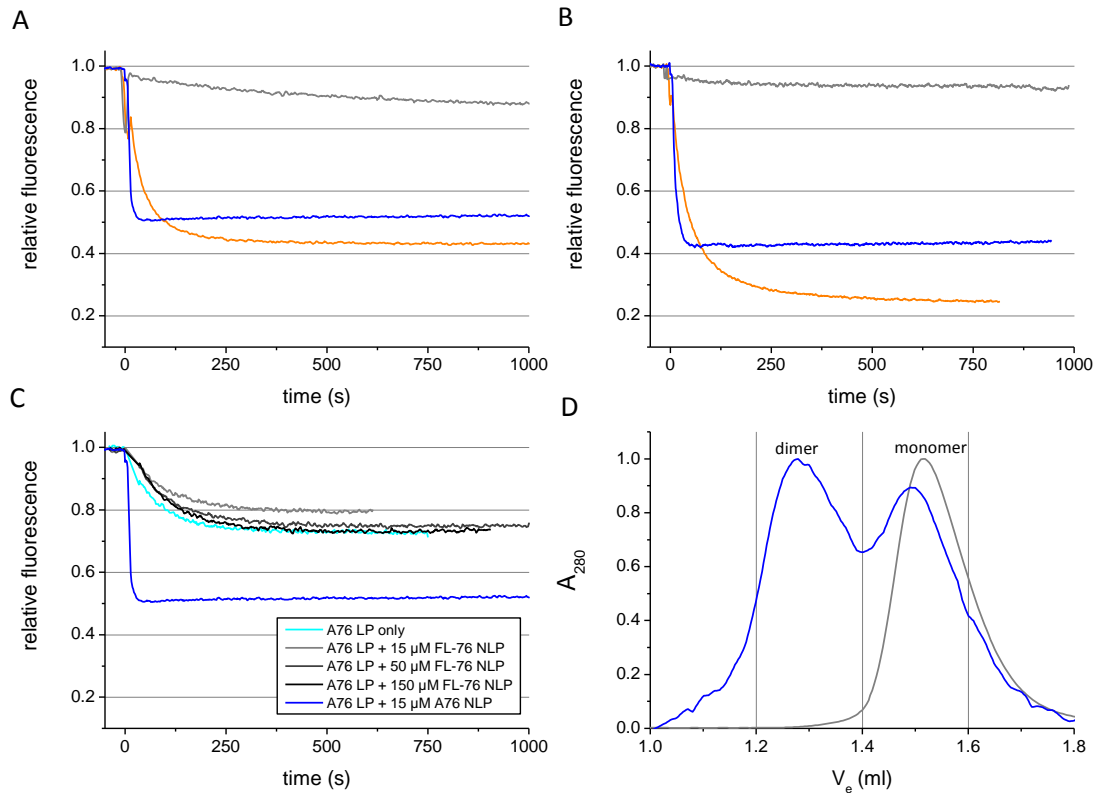 A
relative fluorescence
1.0
0.8
0.6
0.4
0.2
0
250
500
750
1000
time (s)
B
relative fluorescence
1.0
0.8
0.6
0.4
0.2
0
250
500
750
1000
time (s)
C
relative fluorescence
1.0
0.8
0.6
0.4
0.2
A76 LP only
A76 LP + 15 µM FL-76 NLP
A76 LP + 50 µM FL-76 NLP
A76 LP + 150 µM FL-76 NLP
A76 LP + 15 µM A76 NLP
0
250
500
750
1000
time (s)
D
dimer
monomer
A280
1.0
0.8
0.6
0.4
0.2
0.0
1.0
1.2
1.4
1.6
1.8
V_e (ml)